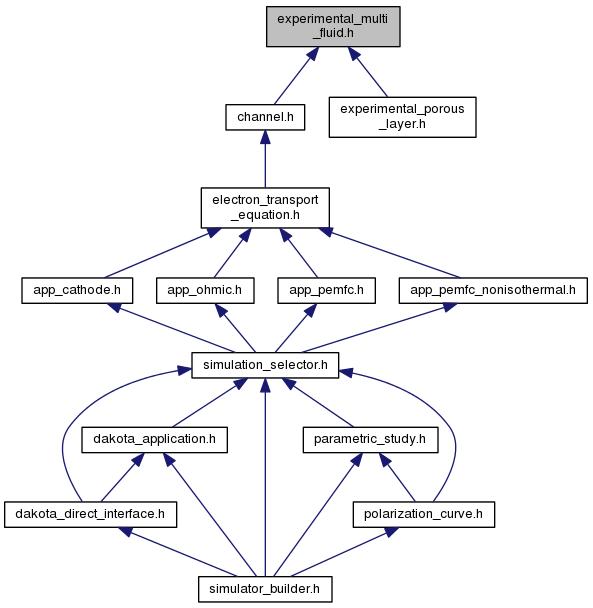 experimental_multi
_fluid.h
channel.h
experimental_porous
_layer.h
electron_transport
_equation.h
app_cathode.h
app_ohmic.h
app_pemfc.h
app_pemfc_nonisothermal.h
simulation_selector.h
dakota_application.h
parametric_study.h
dakota_direct_interface.h
polarization_curve.h
simulator_builder.h